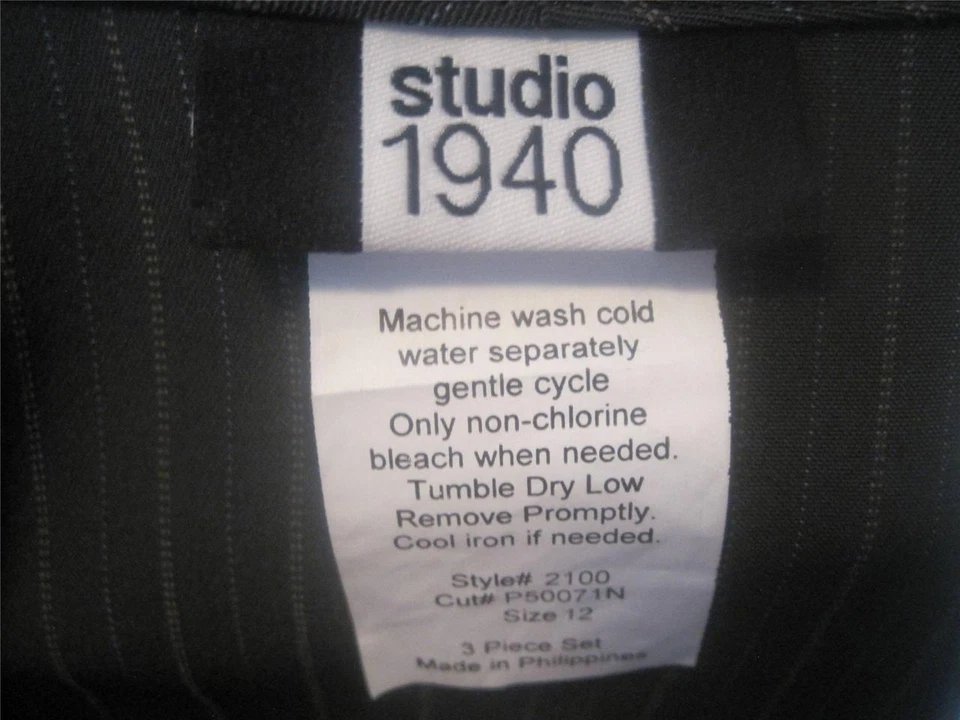 studio
1940
Machine wash cold
water separately
gentle cycle
Only non-chlorine
bleach when needed.
Tumble Dry Low
Remove Promptly.
Cool iron if needed.
Style# 2100
Cut# P50071N
Size 12
3 Piece Set
Made in Philippines